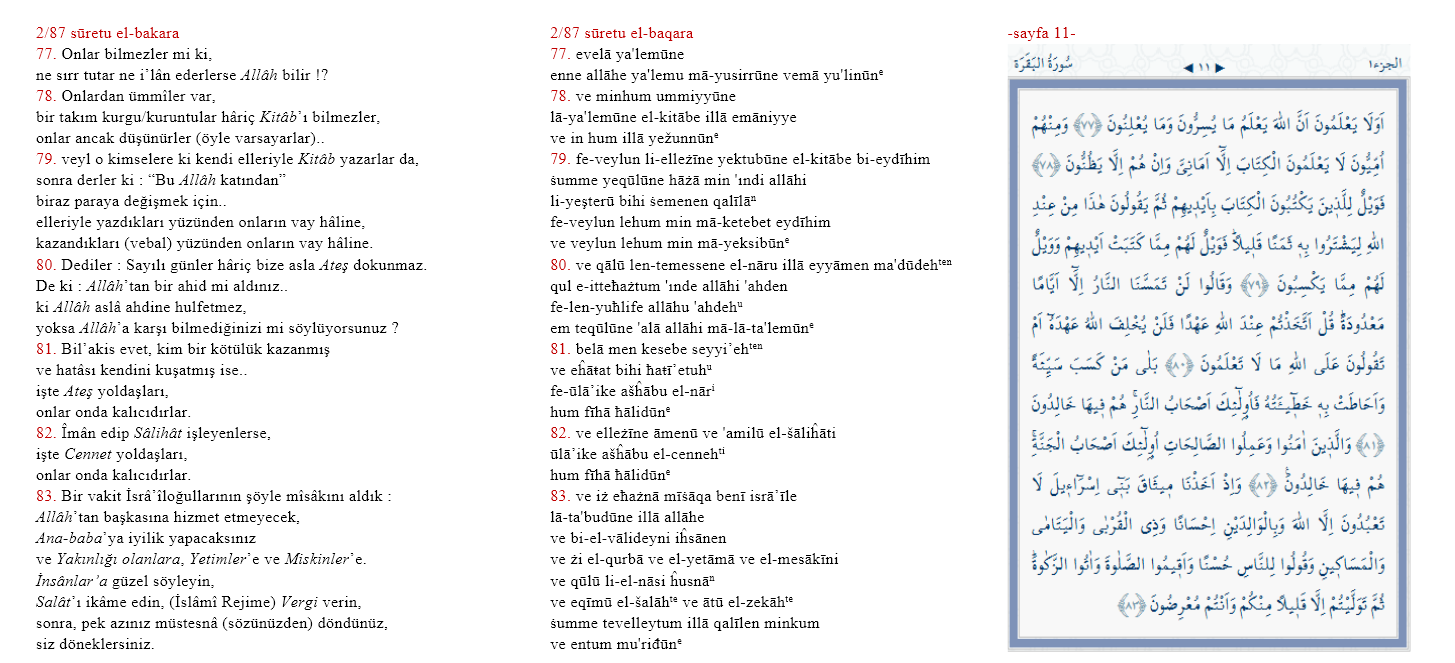 2/87 sūretu el-bakara
77. Onlar bilmezler mi ki,
ne sırr tutar ne i’lân ederlerse Allâh bilir !?
78. Onlardan ümmîler var,
bir takım kurgu/kuruntular hâriç Kitâb’ı bilmezler,
onlar ancak düşünürler (öyle varsayarlar)..
79. veyl o kimselere ki kendi elleriyle Kitâb yazarlar da,
sonra derler ki : “Bu Allâh katından”
biraz paraya değişmek için..
elleriyle yazdıkları yüzünden onların vay hâline,
kazandıkları (vebal) yüzünden onların vay hâline.
80. Dediler : Sayılı günler hâriç bize asla Ateş dokunmaz.
De ki : Allâh’tan bir ahid mi aldınız..
ki Allâh aslâ ahdine hulfetmez,
yoksa Allâh’a karşı bilmediğinizi mi söylüyorsunuz ?
81. Bil’akis evet, kim bir kötülük kazanmış
ve hatâsı kendini kuşatmış ise..
işte Ateş yoldaşları,
onlar onda kalıcıdırlar.
82. Îmân edip Sâlihât işleyenlerse,
işte Cennet yoldaşları,
onlar onda kalıcıdırlar.
83. Bir vakit İsrâ’îloğullarının şöyle mîsâkını aldık :
Allâh’tan başkasına hizmet etmeyecek,
Ana-baba’ya iyilik yapacaksınız
ve Yakınlığı olanlara, Yetimler’e ve Miskinler’e.
İnsânlar’a güzel söyleyin,
Salât’ı ikâme edin, (İslâmî Rejime) Vergi verin,
sonra, pek azınız müstesnâ (sözünüzden) döndünüz,
siz döneklersiniz.
2/87 sūretu el-baqara
77. evelā ya'lemūne
enne allāhe ya'lemu mā-yusirrūne vemā yu'linūnᵉ
78. ve minhum ummiyyūne
lā-ya'lemūne el-kitābe illā emāniyye
ve in hum illā yežunnūnᵉ
79. fe-veylun li-elleżīne yektubūne el-kitābe bi-eydīhim
ṡumme yeqūlūne hāżā min 'ındi allāhi
li-yeşterū bihi ṡemenen qalīlāⁿ
fe-veylun lehum min mā-ketebet eydīhim
ve veylun lehum min mā-yeksibūnᵉ
80. ve qālū len-temessene el-nāru illā eyyāmen ma'dūdehᵗᵉⁿ
qul e-itteħażtum 'ınde allāhi 'ahden
fe-len-yuħlife allāhu 'ahdehᵘ
em teqūlūne 'alā allāhi mā-lā-ta'lemūnᵉ
81. belā men kesebe seyyi’ehᵗᵉⁿ
ve eĥāŧat bihi ħaŧī’etuhᵘ
fe-ūlā’ike ašĥābu el-nārⁱ
hum fīhā ħālidūnᵉ
82. ve elleżīne āmenū ve 'amilū el-šāliĥāti
ūlā’ike ašĥābu el-cennehᵗⁱ
hum fīhā ħālidūnᵉ
83. ve iż eħażnā mīŝāqa benī isrā’īle
lā-ta'budūne illā allāhe
ve bi-el-vālideyni iĥsānen
ve żi el-qurbā ve el-yetāmā ve el-mesākīni
ve qūlū li-el-nāsi ĥusnāⁿ
ve eqīmū el-šalāhᵗᵉ ve ātū el-zekāhᵗᵉ
ṡumme tevelleytum illā qalīlen minkum
ve entum mu'riđūnᵉ
-sayfa 11-
الجزء١ ◀ ١١ ▶ سُورَةُ الْبَقَرَةِ
اَوَلَا يَعْلَمُونَ اَنَّ اللّٰهَ يَعْلَمُ مَا يُسِرُّونَ وَمَا يُعْلِنُونَ ﴿٧٧﴾ وَمِنْهُمْ
اُمِّيُّونَ لَا يَعْلَمُونَ الْكِتَابَ اِلَّٓا اَمَانِيَّ وَاِنْ هُمْ اِلَّا يَظُنُّونَ ﴿٧٨﴾
فَوَيْلٌ لِلَّذ۪ينَ يَكْتُبُونَ الْكِتَابَ بِاَيْد۪يهِمْ ثُمَّ يَقُولُونَ هٰذَا مِنْ عِنْدِ
اللّٰهِ لِيَشْتَرُوا بِه۪ ثَمَنًا قَل۪يلًاۜ فَوَيْلٌ لَهُمْ مِمَّا كَتَبَتْ اَيْد۪يهِمْ وَوَيْلٌ
لَهُمْ مِمَّا يَكْسِبُونَ ﴿٧٩﴾ وَقَالُوا لَنْ تَمَسَّنَا النَّارُ اِلَّٓا اَيَّامًا
مَعْدُودَةًۜ قُلْ اَتَّخَذْتُمْ عِنْدَ اللّٰهِ عَهْدًا فَلَنْ يُخْلِفَ اللّٰهُ عَهْدَهُٓ اَمْ
تَقُولُونَ عَلَى اللّٰهِ مَا لَا تَعْلَمُونَ ﴿٨٠﴾ بَلٰى مَنْ كَسَبَ سَيِّئَةً
وَاَحَاطَتْ بِه۪ خَط۪ٓيـَٔتُهُ فَاُو۬لٰٓئِكَ اَصْحَابُ النَّارِۚ هُمْ ف۪يهَا خَالِدُونَ
﴿٨١﴾ وَالَّذ۪ينَ اٰمَنُوا وَعَمِلُوا الصَّالِحَاتِ اُو۬لٰٓئِكَ اَصْحَابُ الْجَنَّةِۚ
هُمْ ف۪يهَا خَالِدُونَ۟ ﴿٨٢﴾ وَاِذْ اَخَذْنَا م۪يثَاقَ بَن۪ٓي اِسْرَٓاء۪يلَ لَا
تَعْبُدُونَ اِلَّا اللّٰهَ وَبِالْوَالِدَيْنِ اِحْسَانًا وَذِي الْقُرْبٰى وَالْيَتَامٰى
وَالْمَسَاك۪ينِ وَقُولُوا لِلنَّاسِ حُسْنًا وَاَق۪يمُوا الصَّلٰوةَ وَاٰتُوا الزَّكٰوةَۜ
ثُمَّ تَوَلَّيْتُمْ اِلَّا قَل۪يلًا مِنْكُمْ وَاَنْتُمْ مُعْرِضُونَ ﴿٨٣﴾